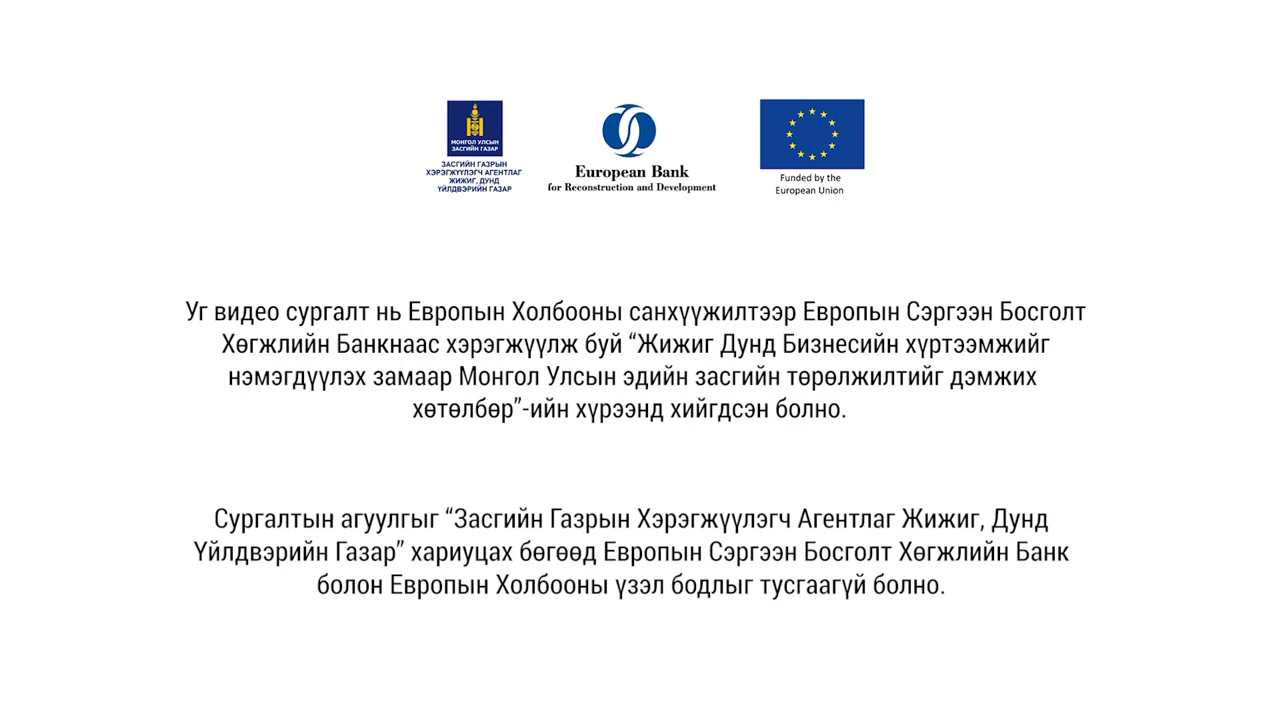 МОНГОЛ УЛСЫН
ЗАСГИЙН ГАЗАР
ЗАСГИЙН ГАЗРЫН
ХЭРЭГЖҮҮЛЭГЧ АГЕНТЛАГ
ЖИЖИГ, ДУНД
ҮЙЛДВЭРИЙН ГАЗАР
European Bank
for Reconstruction and Development
Funded by the
European Union
Уг видео сургалт нь Европын Холбооны санхүүжилтээр Европын Сэргээн Босголт
Хөгжлийн Банкнаас хэрэгжүүлж буй “Жижиг Дунд Бизнесийн хүртээмжийг
нэмэгдүүлэх замаар Монгол Улсын эдийн засгийн төрөлжилтийг дэмжих
хөтөлбөр”-ийн хүрээнд хийгдсэн болно.
Сургалтын агуулгыг “Засгийн Газрын Хэрэгжүүлэгч Агентлаг Жижиг, Дунд
Үйлдвэрийн Газар” хариуцах бөгөөд Европын Сэргээн Босголт Хөгжлийн Банк
болон Европын Холбооны үзэл бодлыг тусгаагүй болно.